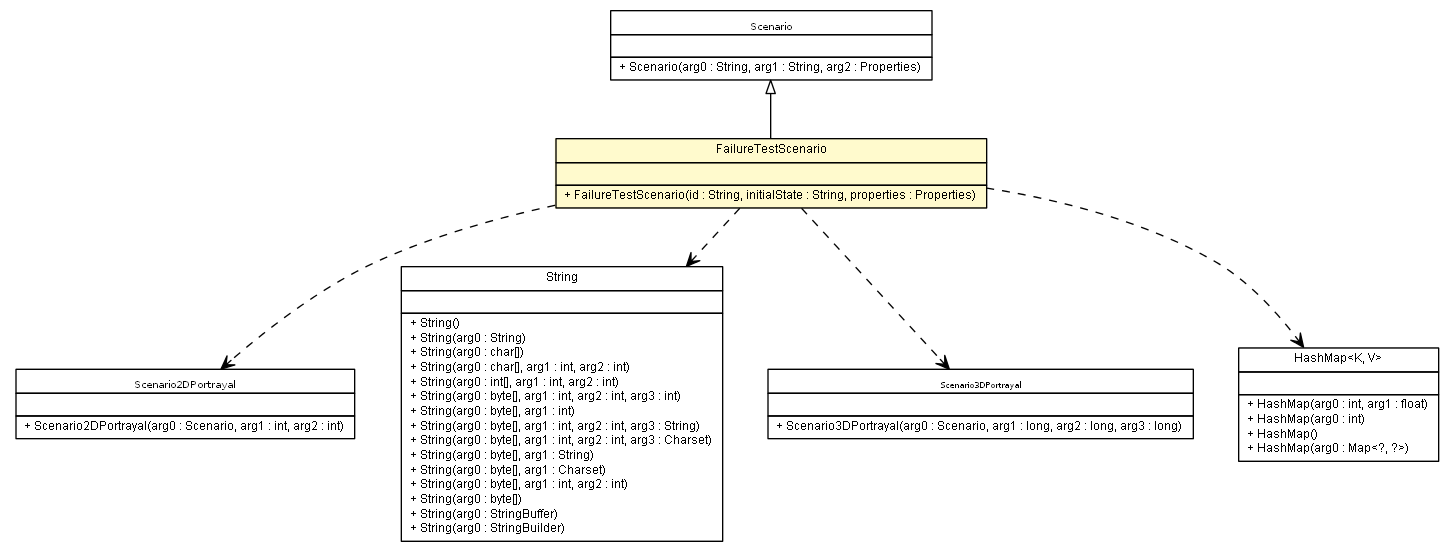 Scenario
+ Scenario(arg0 : String, arg1 : String, arg2 : Properties)
FailureTestScenario
+ FailureTestScenario(id : String, initialState : String, properties : Properties)
Scenario2DPortrayal
+ Scenario2DPortrayal(arg0 : Scenario, arg1 : int, arg2 : int)
String
+ String()
+ String(arg0 : String)
+ String(arg0 : char[])
+ String(arg0 : char[], arg1 : int, arg2 : int)
+ String(arg0 : int[], arg1 : int, arg2 : int)
+ String(arg0 : byte[], arg1 : int, arg2 : int, arg3 : int)
+ String(arg0 : byte[], arg1 : int)
+ String(arg0 : byte[], arg1 : int, arg2 : int, arg3 : String)
+ String(arg0 : byte[], arg1 : int, arg2 : int, arg3 : Charset)
+ String(arg0 : byte[], arg1 : String)
+ String(arg0 : byte[], arg1 : Charset)
+ String(arg0 : byte[], arg1 : int, arg2 : int)
+ String(arg0 : byte[])
+ String(arg0 : StringBuffer)
+ String(arg0 : StringBuilder)
Scenario3DPortrayal
+ Scenario3DPortrayal(arg0 : Scenario, arg1 : long, arg2 : long, arg3 : long)
HashMap<K, V>
+ HashMap(arg0 : int, arg1 : float)
+ HashMap(arg0 : int)
+ HashMap()
+ HashMap(arg0 : Map<?, ?>)